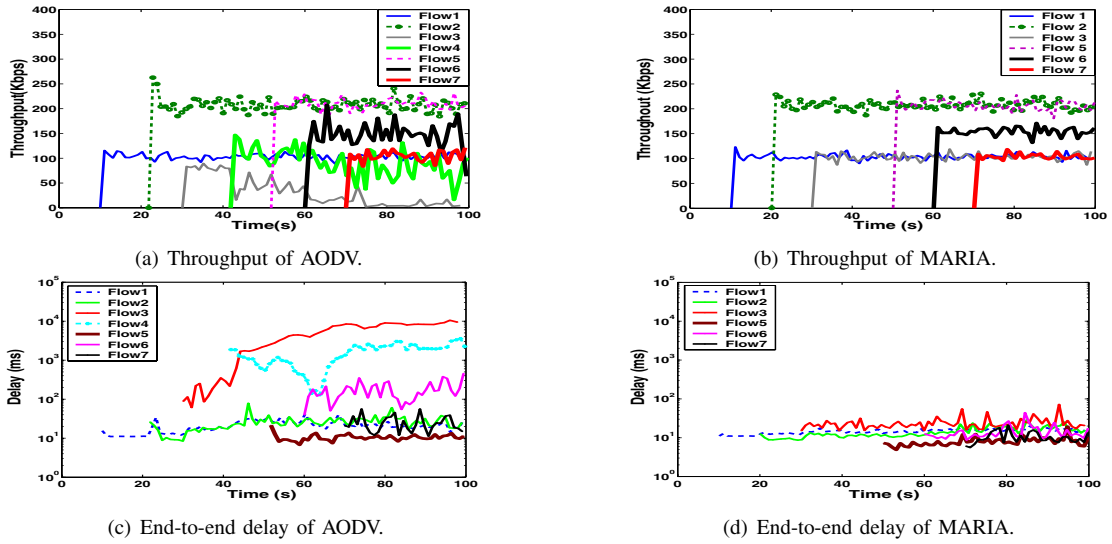 400
350
300
250
200
150
100
50
0
Throughput(Kbps)
0 20 40 60 80 100
Time(s)
Flow1
Flow2
Flow3
Flow4
Flow5
Flow6
Flow7
(a) Throughput of AODV.
400
350
300
250
200
150
100
50
0
Throughout (Kbps)
0 20 40 60 80 100
Time (s)
Flow 1
Flow 2
Flow 3
Flow 5
Flow 6
Flow 7
(b) Throughput of MARIA.
10^5
10^4
10^3
10^2
10^1
10^0
Delay (ms)
0 20 40 60 80 100
Time (s)
Flow1
Flow2
Flow3
Flow4
Flow5
Flow6
Flow7
(c) End-to-end delay of AODV.
10^5
10^4
10^3
10^2
10^1
10^0
Delay (ms)
0 20 40 60 80 100
Time (s)
Flow1
Flow2
Flow3
Flow5
Flow6
Flow7
(d) End-to-end delay of MARIA.